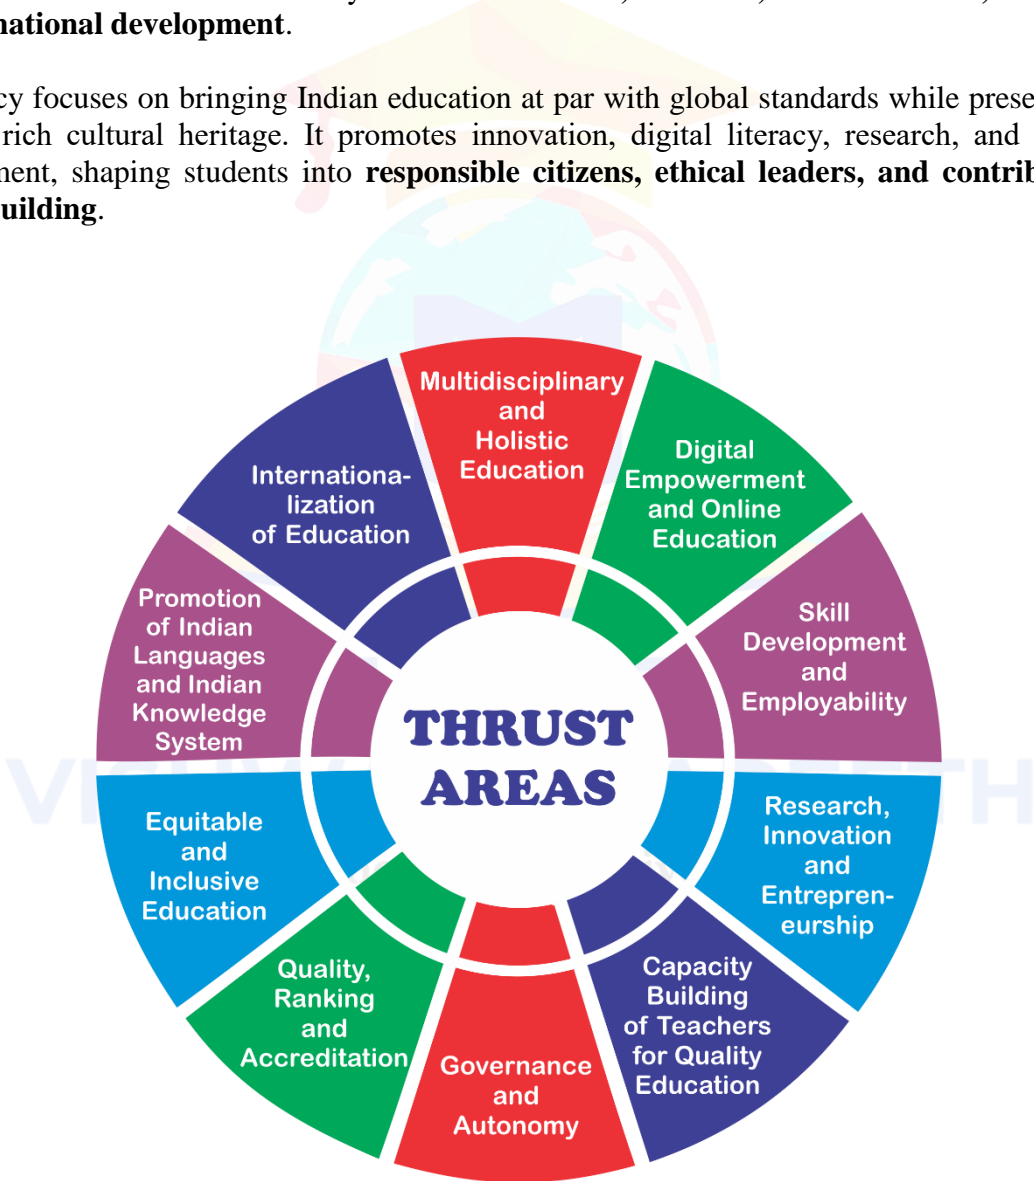 national development.
cy focuses on bringing Indian education at par with global standards while prese
rich cultural heritage. It promotes innovation, digital literacy, research, and
ment, shaping students into responsible citizens, ethical leaders, and contrib
uilding.
Multidisciplinary
and
Holistic
Education
Digital
Empowerment
and Online
Education
Skill
Development
and
Employability
Research,
Innovation
and
Entrepren-
eurship
Capacity
Building
of Teachers
for Quality
Education
Governance
and
Autonomy
Quality,
Ranking
and
Accreditation
Equitable
and
Inclusive
Education
Promotion
of Indian
Languages
and Indian
Knowledge
System
Internationa-
lization
of Education
THRUST
AREAS